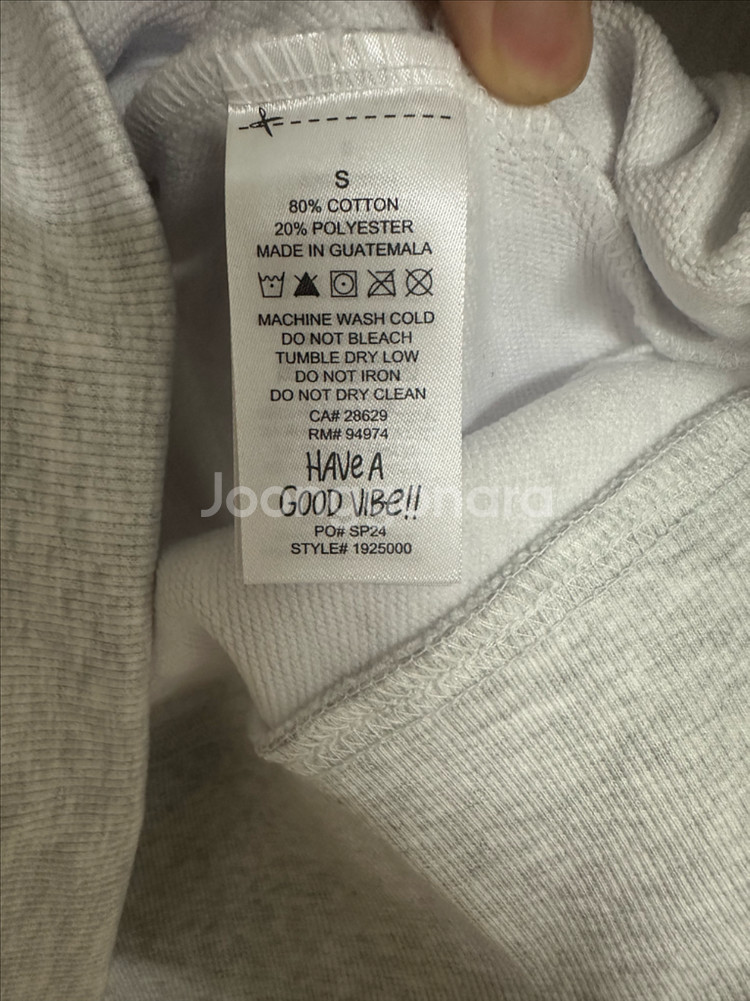 S
80% COTTON
20% POLYESTER
MADE IN GUATEMALA
MACHINE WASH COLD
DO NOT BLEACH
TUMBLE DRY LOW
DO NOT IRON
DO NOT DRY CLEAN
CA# 28629
RM# 94974
HAVe A
GOOD VIBe!!
Joongonara
PO# SP24
STYLE# 1925000